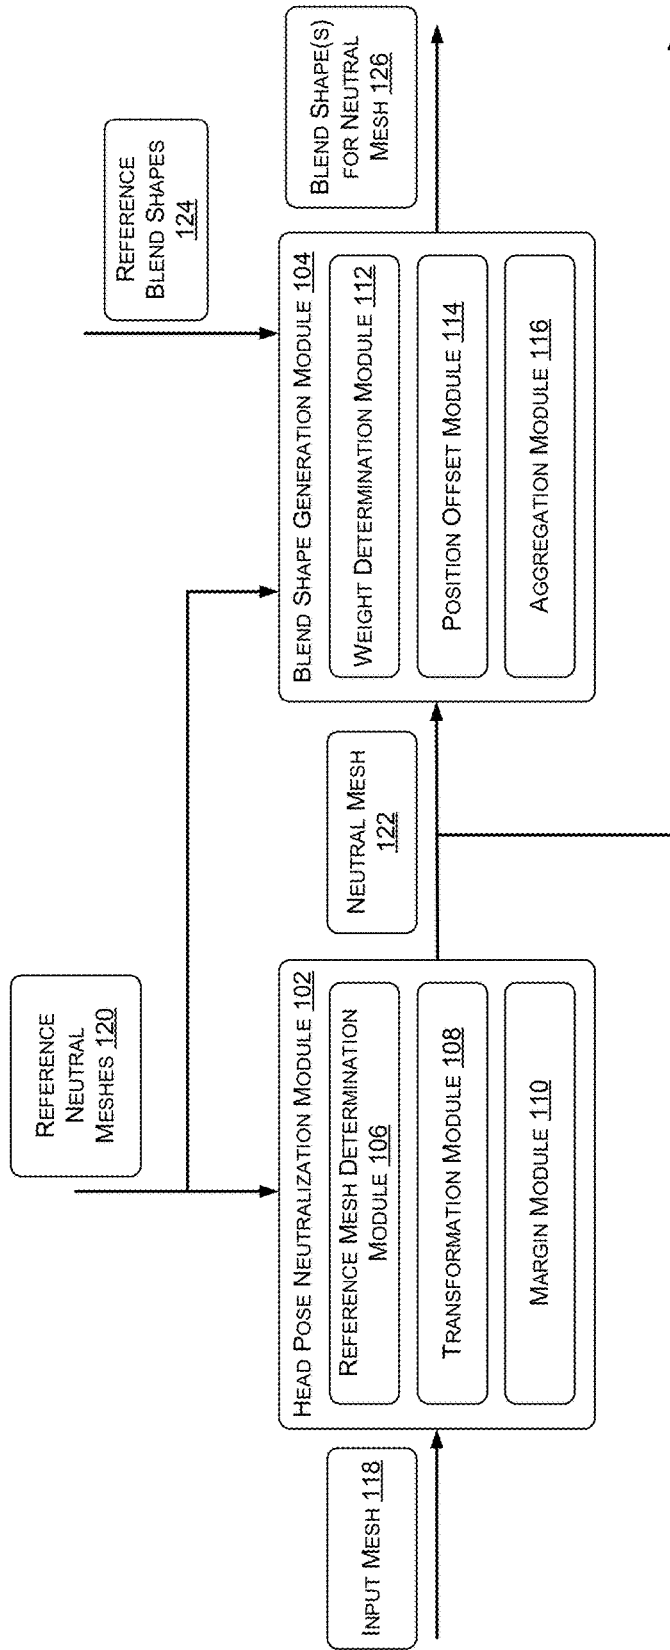 REFERENCE
NEUTRAL
MESHES 120
REFERENCE
BLEND SHAPES
124
INPUT MESH 118
HEAD POSE NEUTRALIZATION MODULE 102
REFERENCE MESH DETERMINATION
MODULE 106
TRANSFORMATION MODULE 108
MARGIN MODULE 110
NEUTRAL MESH
122
BLEND SHAPE GENERATION MODULE 104
WEIGHT DETERMINATION MODULE 112
POSITION OFFSET MODULE 114
AGGREGATION MODULE 116
BLEND SHAPE(S)
FOR NEUTRAL
MESH 126